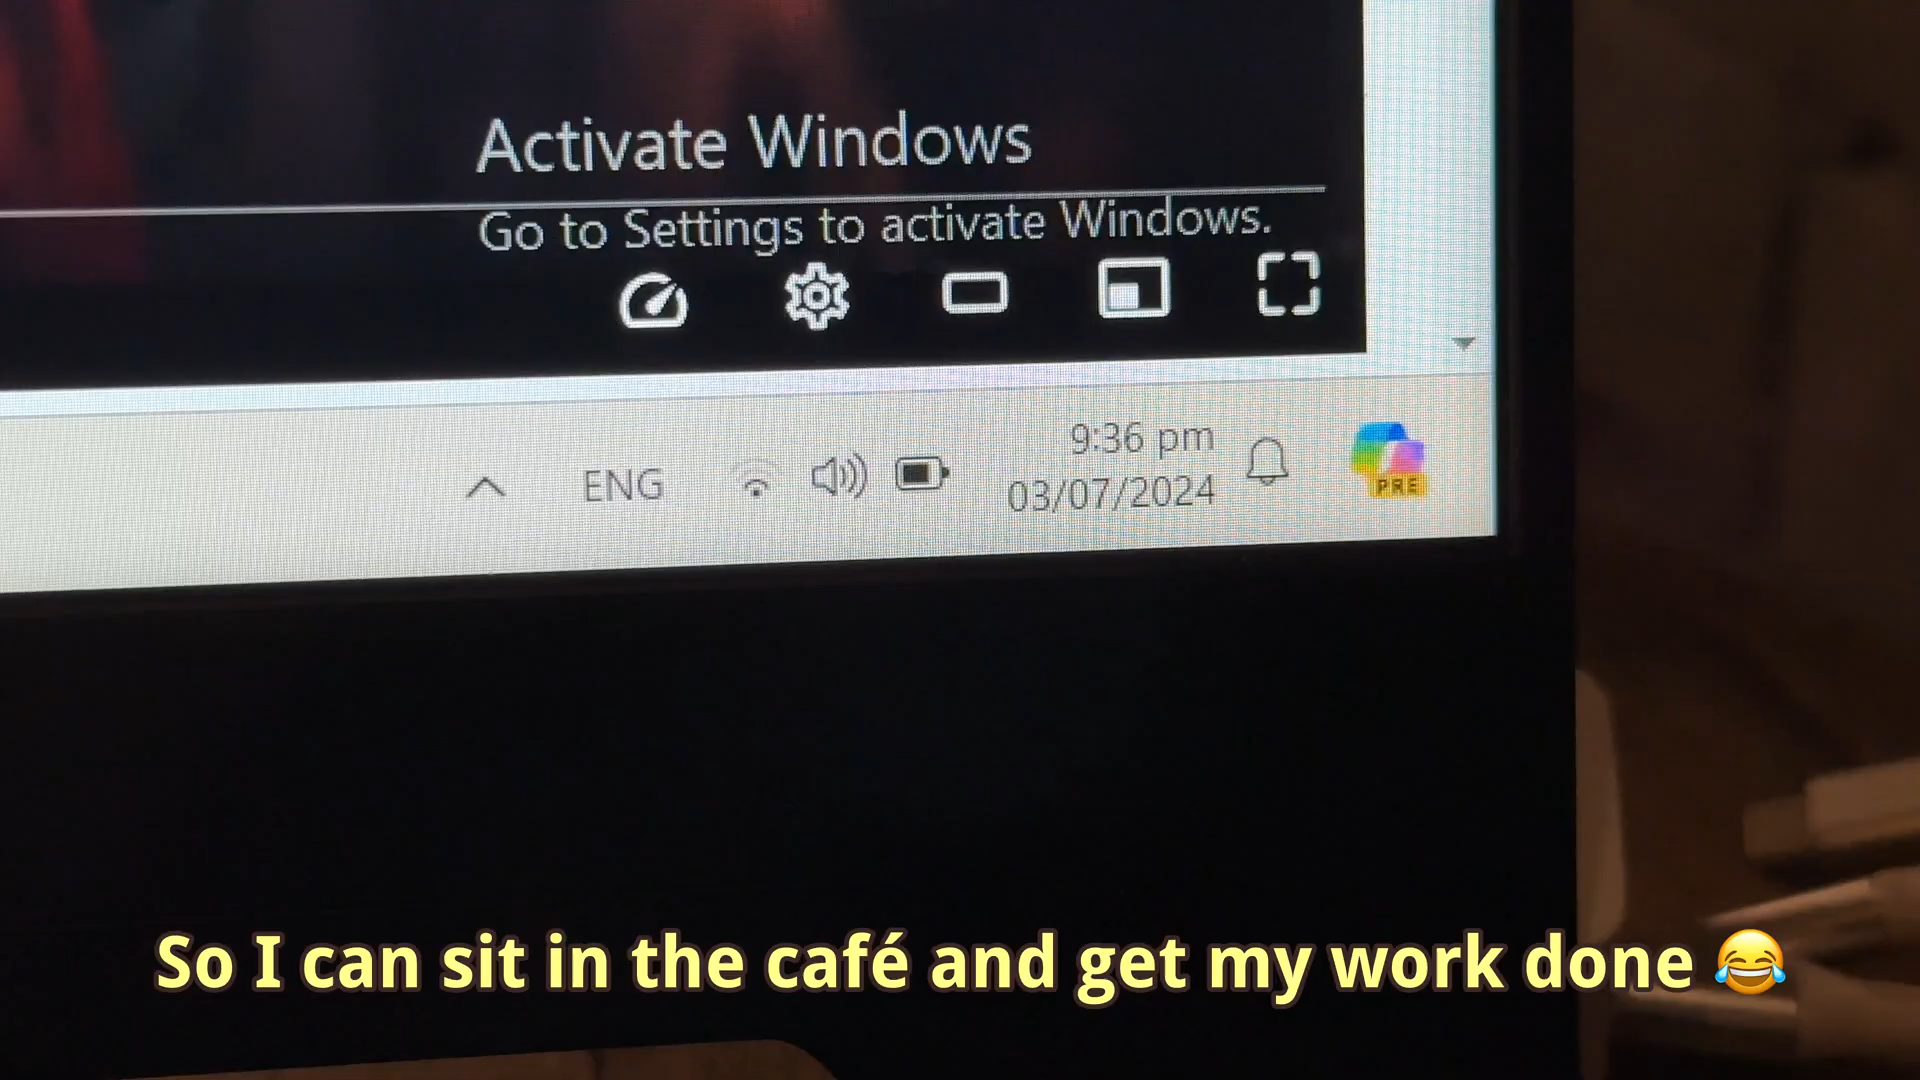 Activate Windows
Go to Settings to activate Windows.
ENG
9:36 pm
03/07/2024
PRE
So I can sit in the café and get my work done 😂